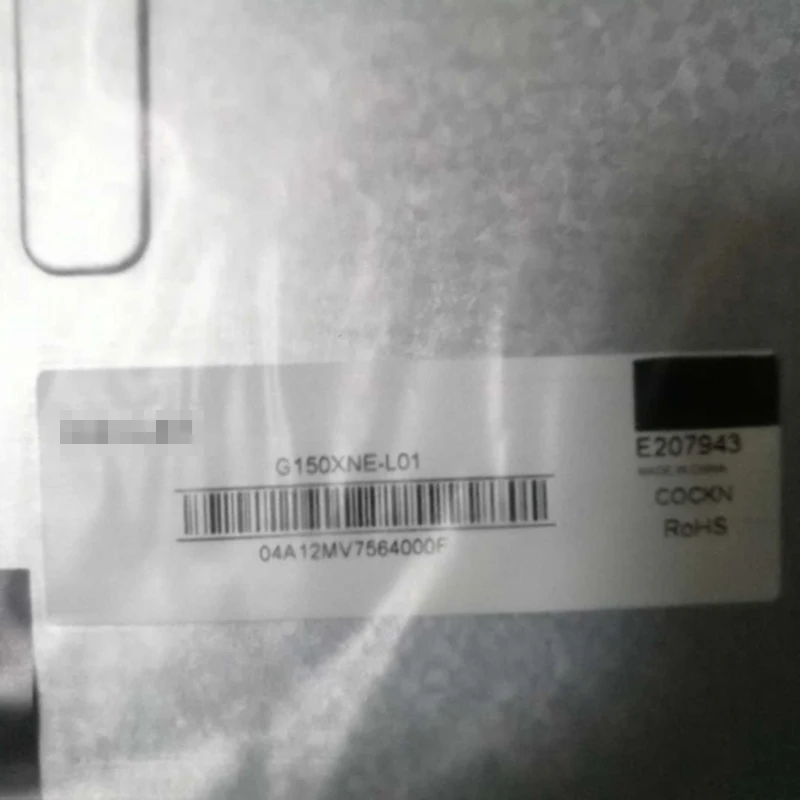 G150XNE-L01
04A12MV7564000F
E207943
MADE IN CHINA
COCKN
RoHS